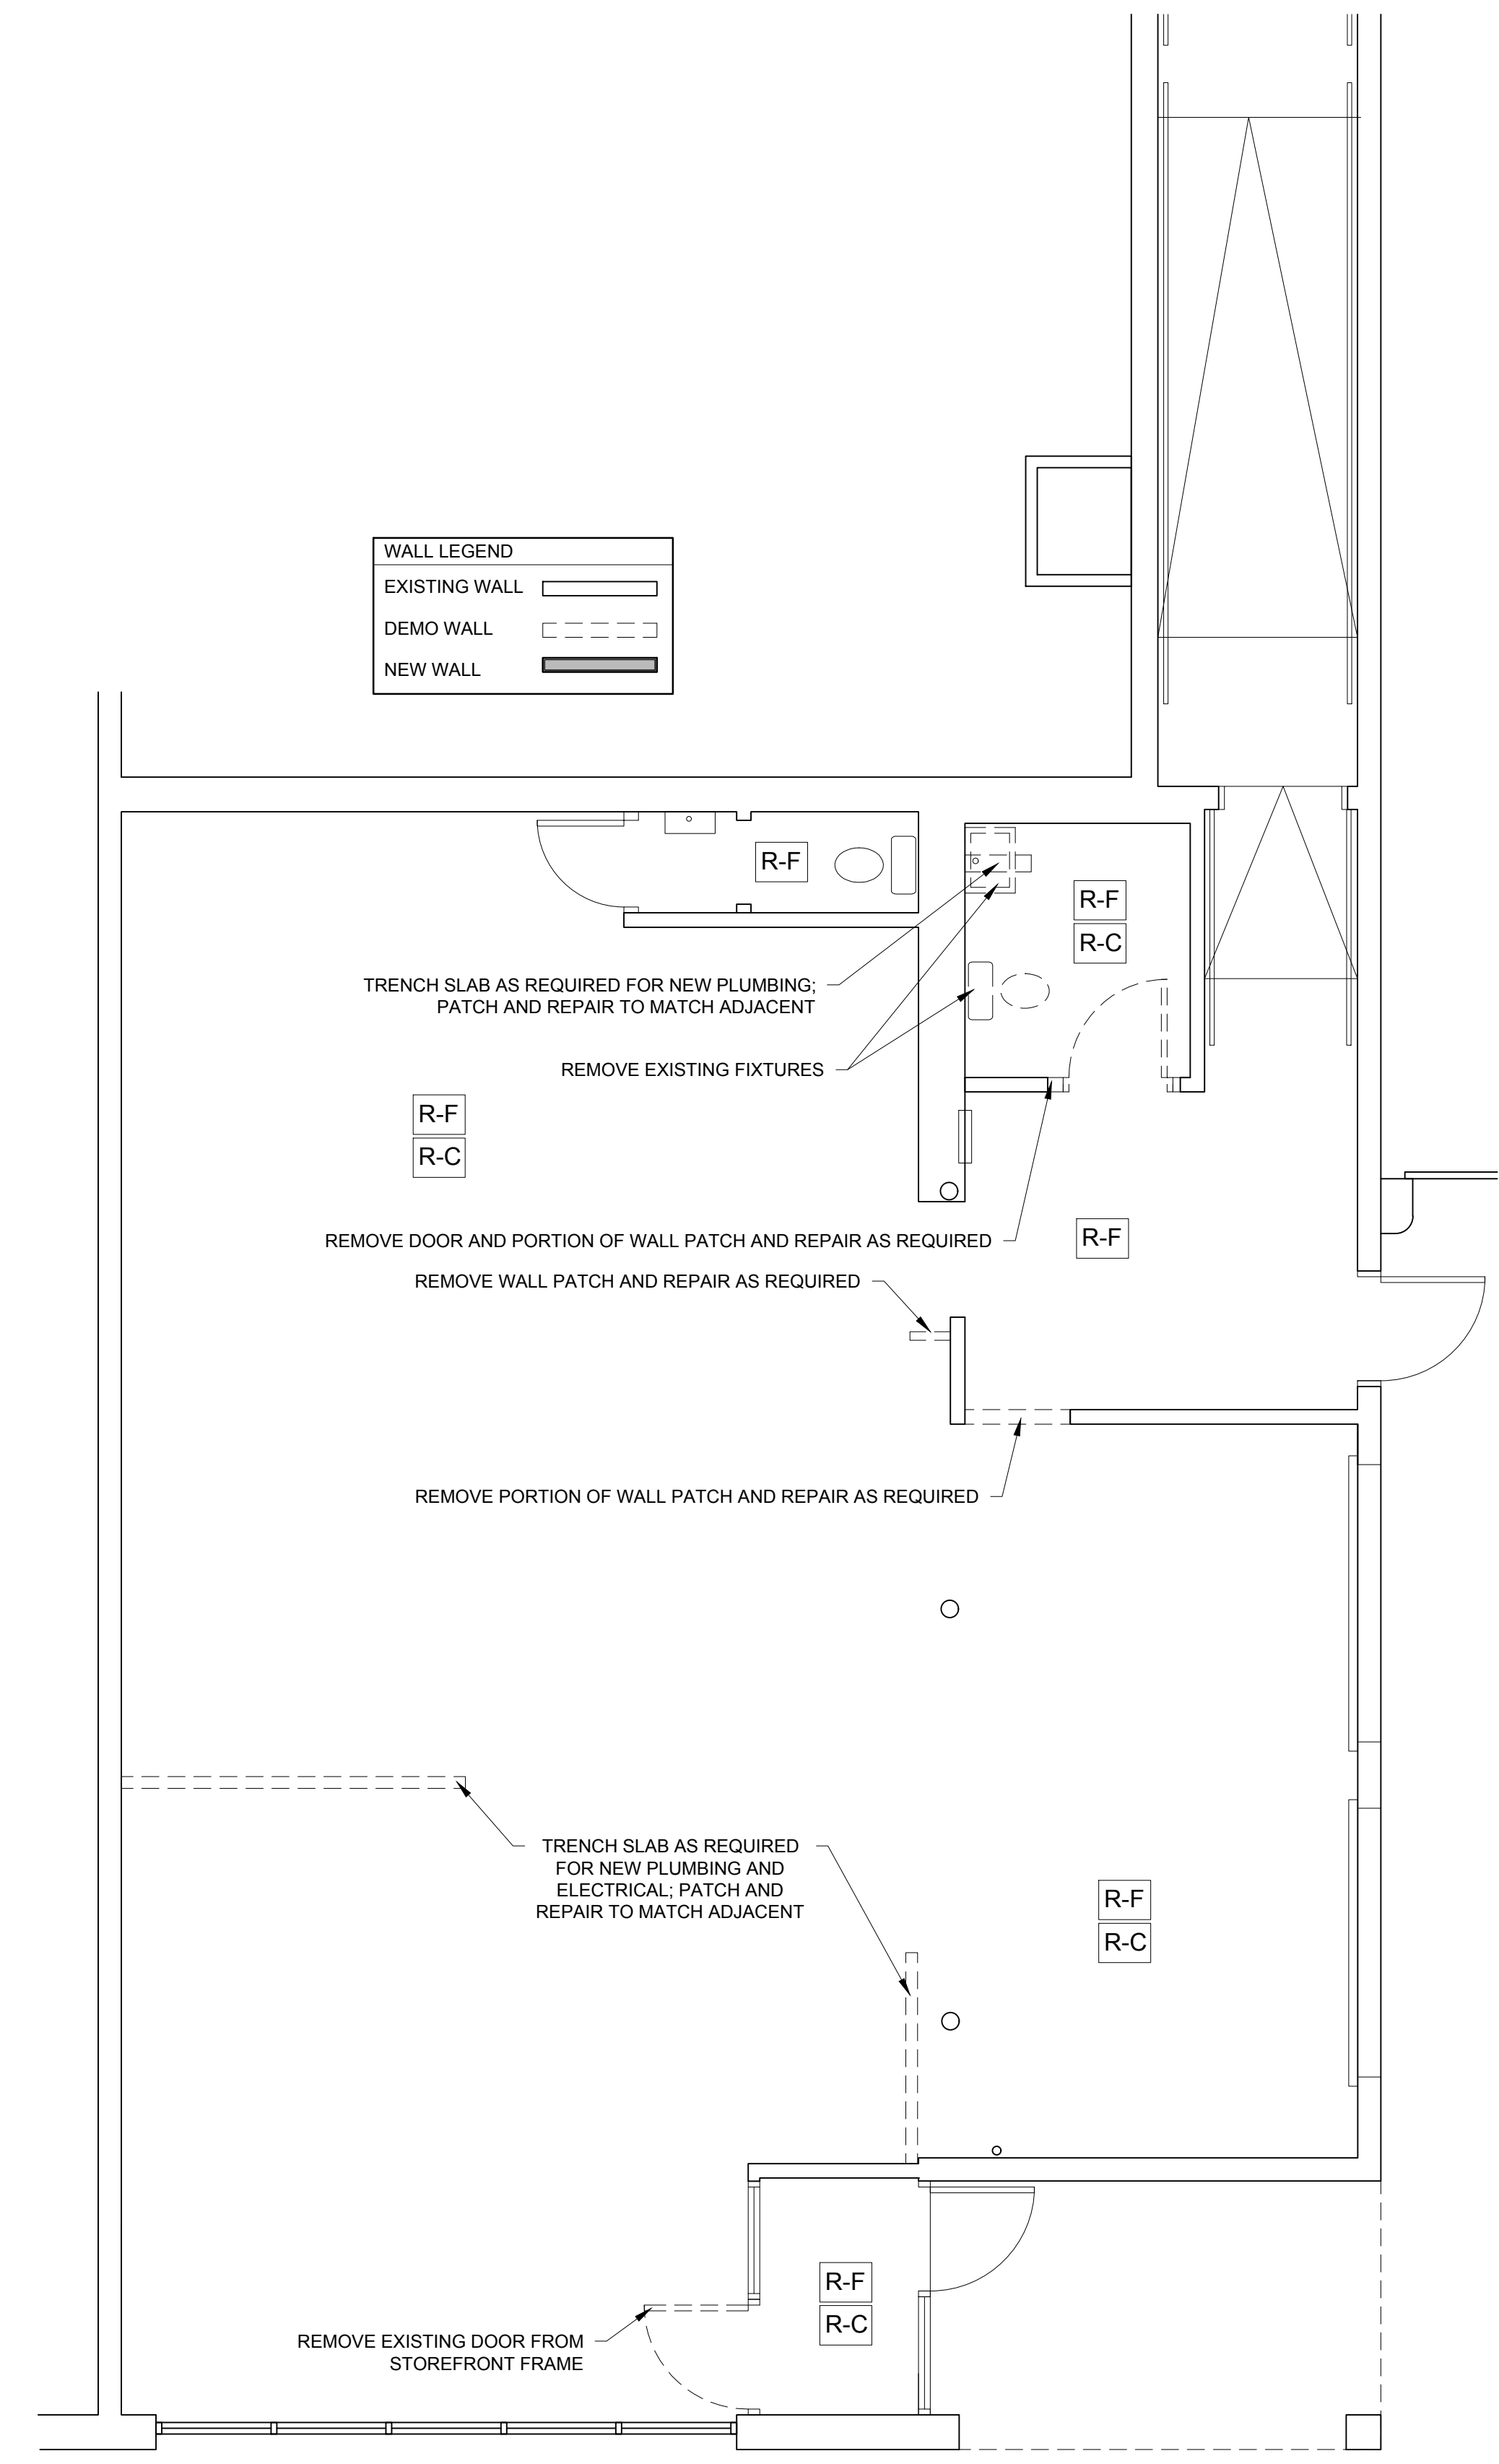 WALL LEGEND
EXISTING WALL
DEMO WALL
NEW WALL
R-F
R-F
R-C
TRENCH SLAB AS REQUIRED FOR NEW PLUMBING;
PATCH AND REPAIR TO MATCH ADJACENT
REMOVE EXISTING FIXTURES
R-F
R-C
REMOVE DOOR AND PORTION OF WALL PATCH AND REPAIR AS REQUIRED
R-F
REMOVE WALL PATCH AND REPAIR AS REQUIRED
REMOVE PORTION OF WALL PATCH AND REPAIR AS REQUIRED
TRENCH SLAB AS REQUIRED
FOR NEW PLUMBING AND
ELECTRICAL; PATCH AND
REPAIR TO MATCH ADJACENT
R-F
R-C
R-F
R-C
REMOVE EXISTING DOOR FROM
STOREFRONT FRAME